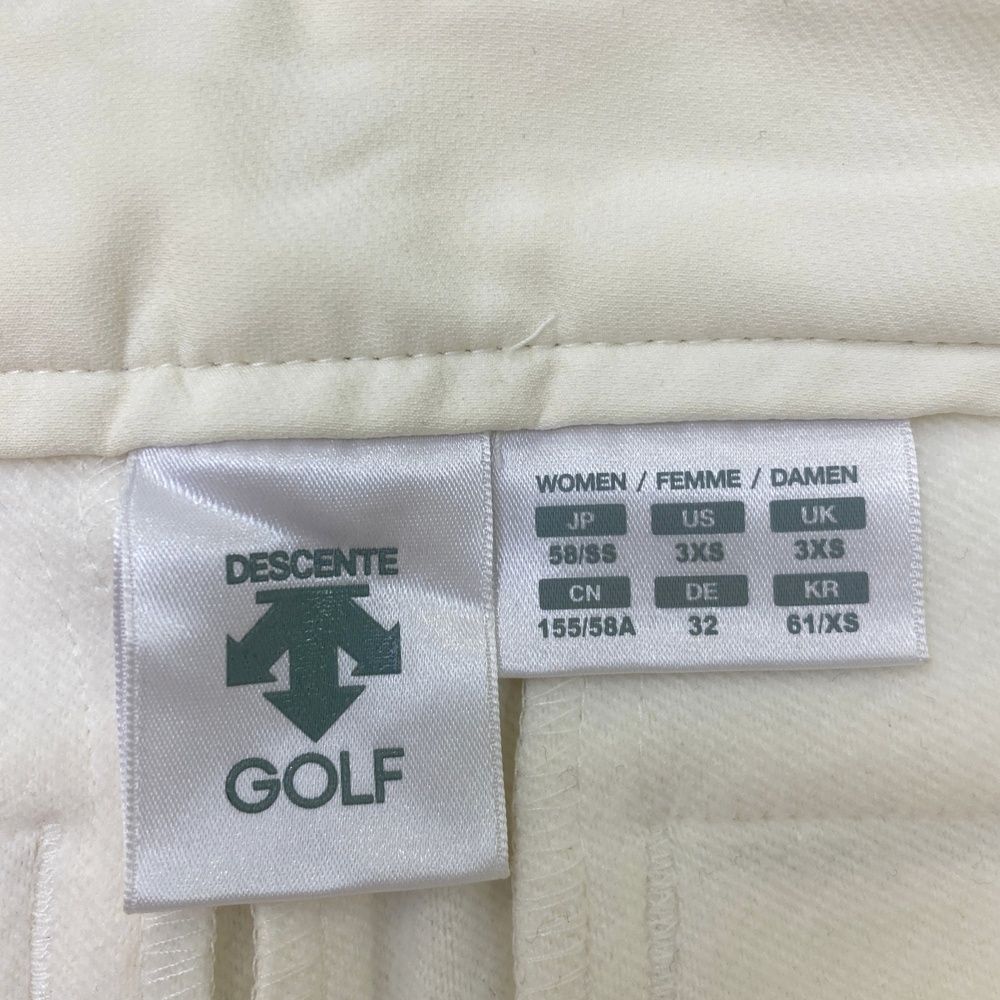 DESCENTE
GOLF
WOMEN / FEMME / DAMEN
JP US UK
58/SS 3XS 3XS
CN DE KR
155/58A 32 61/XS